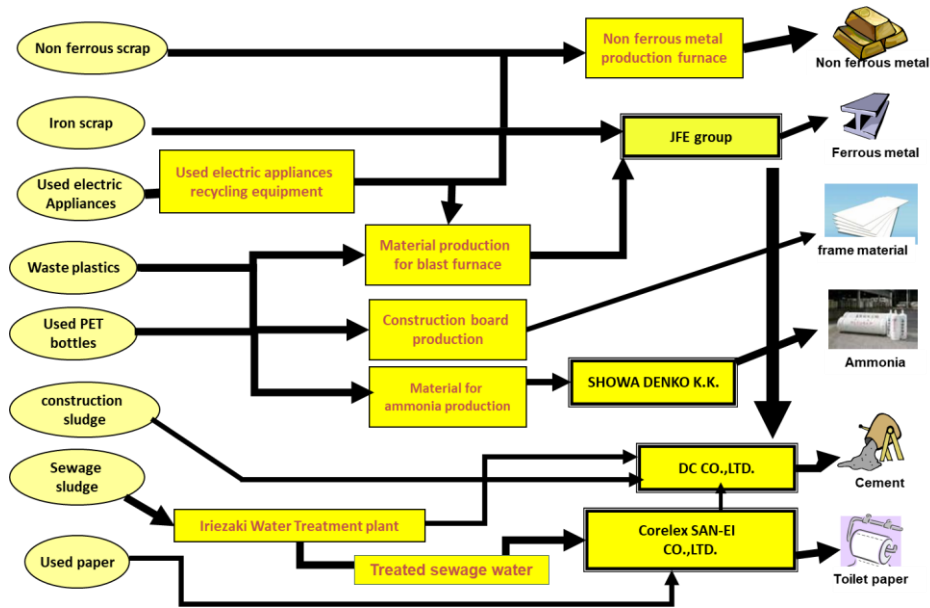 Non ferrous scrap
Non ferrous metal
production furnace
Non ferrous metal
Iron scrap
JFE group
Ferrous metal
Used electric
Appliances
Used electric appliances
recycling equipment
Material production
for blast furnace
frame material
Waste plastics
Used PET
bottles
Construction board
production
Ammonia
Material for
ammonia production
SHOWA DENKO K.K.
construction
sludge
DC CO.,LTD.
Cement
Sewage
sludge
Iriezaki Water Treatment plant
Corelex SAN-EI
CO.,LTD.
Used paper
Treated sewage water
Toilet paper